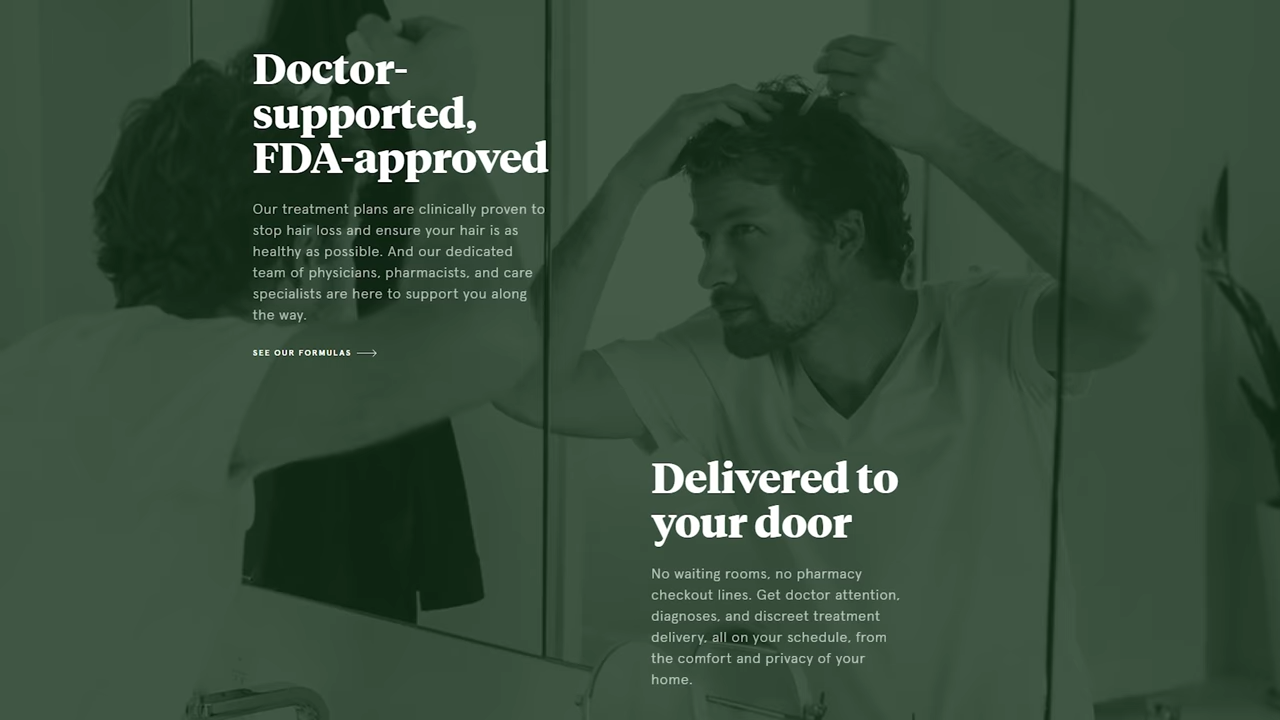 Doctor-
supported,
FDA-approved
Our treatment plans are clinically proven to
stop hair loss and ensure your hair is as
healthy as possible. And our dedicated
team of physicians, pharmacists, and care
specialists are here to support you along
the way.
SEE OUR FORMULAS
Delivered to
your door
No waiting rooms, no pharmacy
checkout lines. Get doctor attention,
diagnoses, and discreet treatment
delivery, all on your schedule, from
the comfort and privacy of your
home.